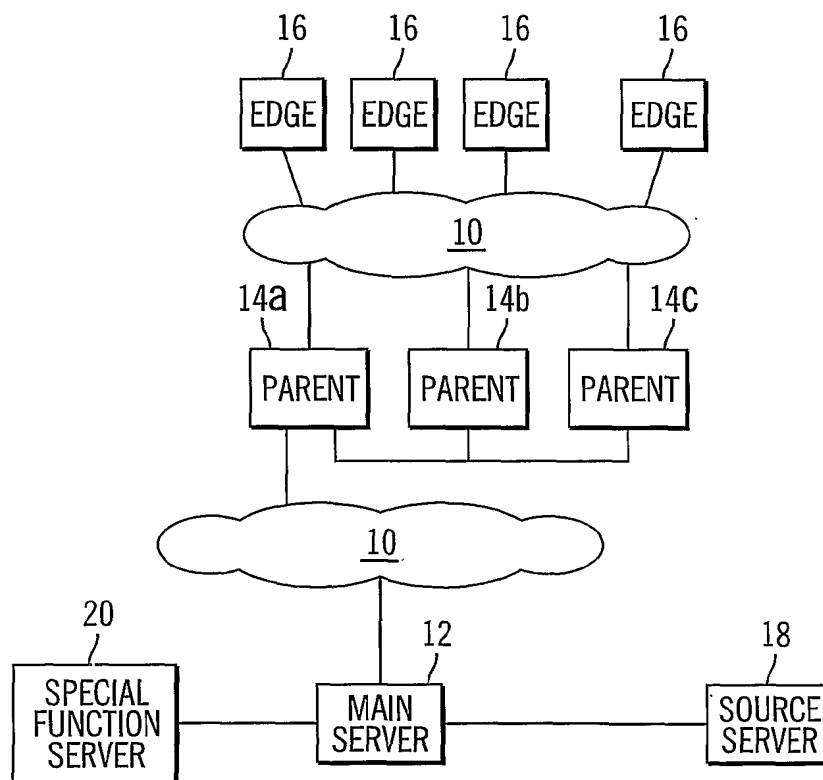 16 16 16 16
EDGE EDGE EDGE EDGE
10
14a 14b 14c
PARENT PARENT PARENT
10
20 12 18
SPECIAL FUNCTION SERVER
MAIN SERVER
SOURCE SERVER